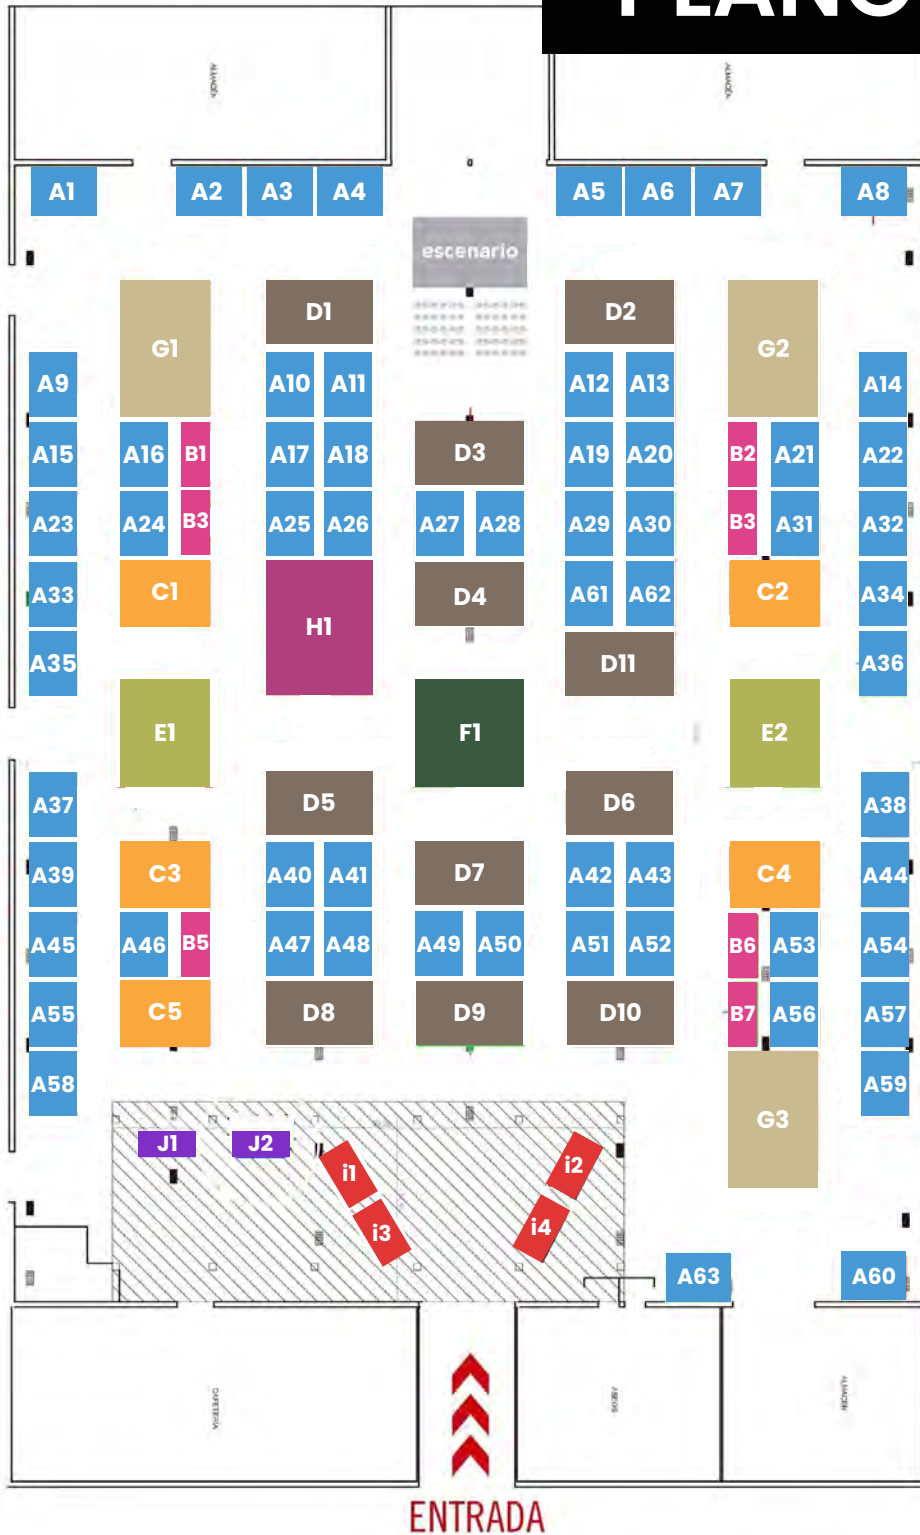 PLANO
ALMACÉN
ALMACÉN
A1 A2 A3 A4 A5 A6 A7 A8
escenario
G1 D1 D2 G2
A9 A10 A11 A12 A13 A14
A15 A16 B1 A17 A18 D3 A19 A20 B2 A21 A22
A23 A24 B3 A25 A26 A27 A28 A29 A30 B3 A31 A32
A33 C1 H1 D4 A61 A62 C2 A34
A35 D11 A36
E1 F1 E2
A37 D5 D6 A38
A39 C3 A40 A41 D7 A42 A43 C4 A44
A45 A46 B5 A47 A48 A49 A50 A51 A52 B6 A53 A54
A55 C5 D8 D9 D10 B7 A56 A57
A58 A59
G3
J1 J2 i1 i2
i3 i4
A63 A60
CAFETERÍA
ASEOS
ALMACEN
ENTRADA